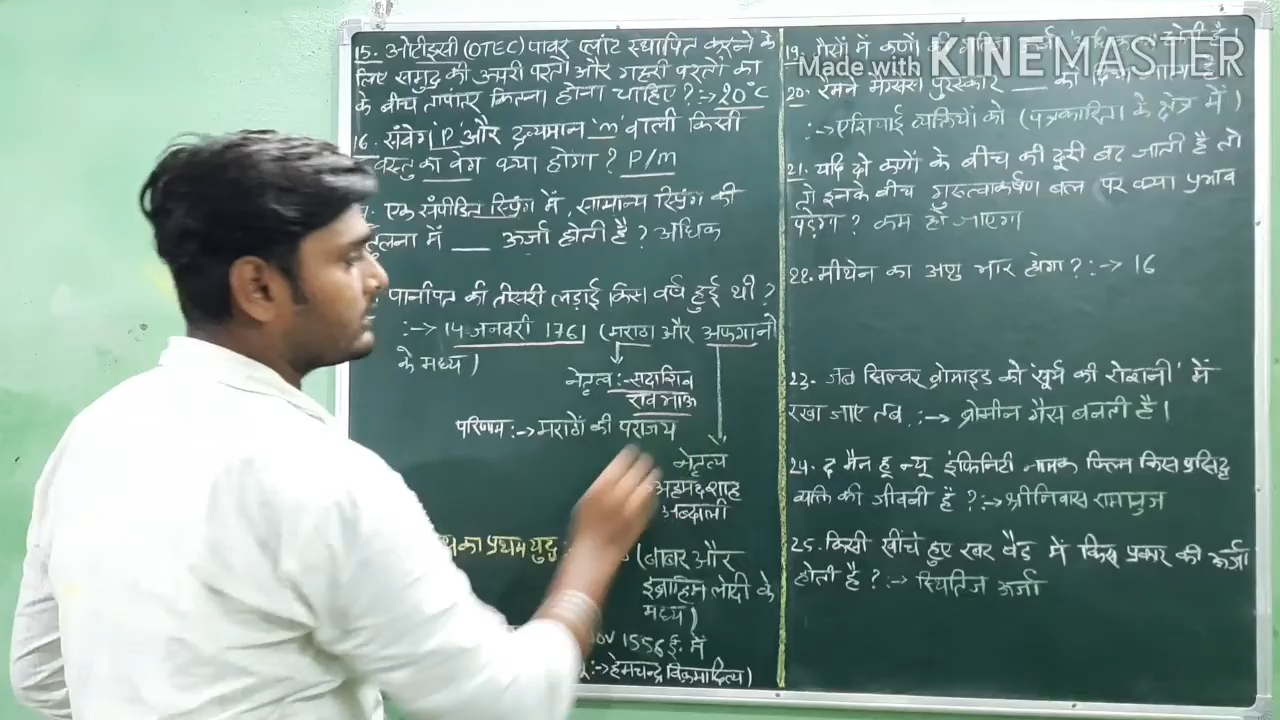 15. ओटीइसी (OTEC) पावर प्लांट स्थापित करने के
लिए समुद्र की ऊपरी परतों और गहरी परतों का
के बीच तापांतर कितना होना चाहिए? :→ 20°C
16. संवेग 'P' और द्रव्यमान 'm' वाली किसी
वस्तु का वेग क्या होगा? P/m
एक संपीडित स्प्रिंग में, सामान्य स्प्रिंग की
तुलना में ___ ऊर्जा होती है? अधिक
पानीपत की तीसरी लड़ाई किस वर्ष हुई थी?
:→ 14 जनवरी 1761 (मराठा और अफगानों
के मध्य)
नेतृत्व:- सदाशिव
राव भाऊ
परिणाम:→ मराठों की पराजय
नेतृत्व
अहमदशाह
अब्दाली
का प्रथम युद्ध
(बाबर और
इब्राहिम लोदी के
मध्य)
1556 ई. में
:→ हेमचन्द्र विक्रमादित्य)
19. गैसों में कणों की होती है।
Made with KINEMASTER
20. रैमन मैग्सेसे पुरस्कार ___ को दिया जाता है
:→ एशियाई व्यक्तियों को (पत्रकारिता के क्षेत्र में)
21. यदि दो कणों के बीच की दूरी बढ़ जाती है तो
तो इनके बीच गुरुत्वाकर्षण बल पर क्या प्रभाव
पड़ेगा? कम हो जाएगा
22. मीथेन का अणु भार होगा? :→ 16
23. जब सिल्वर ब्रोमाइड को 'सूर्य की रोशनी' में
रखा जाए तब :→ ब्रोमीन गैस बनती है।
24. द मैन हू न्यू इंफिनिटी नामक फिल्म किस प्रसिद्ध
व्यक्ति की जीवनी है? :→ श्रीनिवास रामानुज
25. किसी खींचे हुए रबर बैंड में किस प्रकार की ऊर्जा
होती है? :→ स्थितिज ऊर्जा